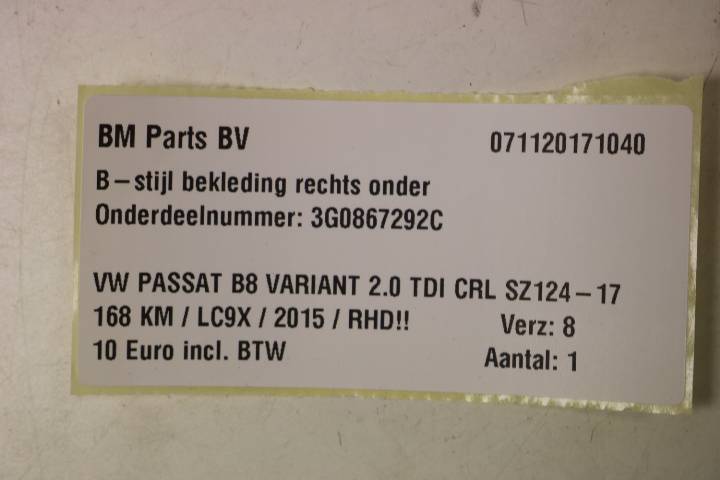 BM Parts BV 071120171040
B-stijl bekleding rechts onder
Onderdeelnummer: 3G0867292C
VW PASSAT B8 VARIANT 2.0 TDI CRL SZ124-17
168 KM / LC9X / 2015 / RHD!! Verz: 8
10 Euro incl. BTW Aantal: 1